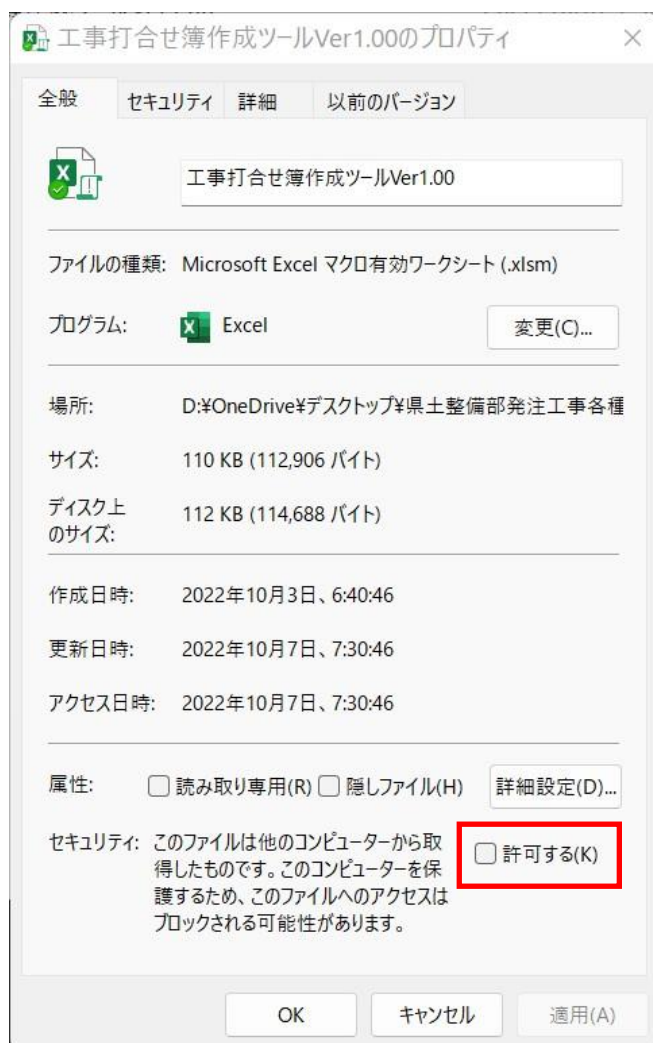 工事打合せ簿作成ツールVer1.00のプロパティ
全般 セキュリティ 詳細 以前のバージョン
工事打合せ簿作成ツールVer1.00
ファイルの種類: Microsoft Excel マクロ有効ワークシート (.xlsm)
プログラム: Excel 変更(C)...
場所: D:¥OneDrive¥デスクトップ¥県土整備部発注工事各種
サイズ: 110 KB (112,906 バイト)
ディスク上
のサイズ: 112 KB (114,688 バイト)
作成日時: 2022年10月3日、6:40:46
更新日時: 2022年10月7日、7:30:46
アクセス日時: 2022年10月7日、7:30:46
属性: 読み取り専用(R) 隠しファイル(H) 詳細設定(D)...
セキュリティ: このファイルは他のコンピューターから取
得したものです。このコンピューターを保
護するため、このファイルへのアクセスは
ブロックされる可能性があります。
許可する(K)
OK キャンセル 適用(A)